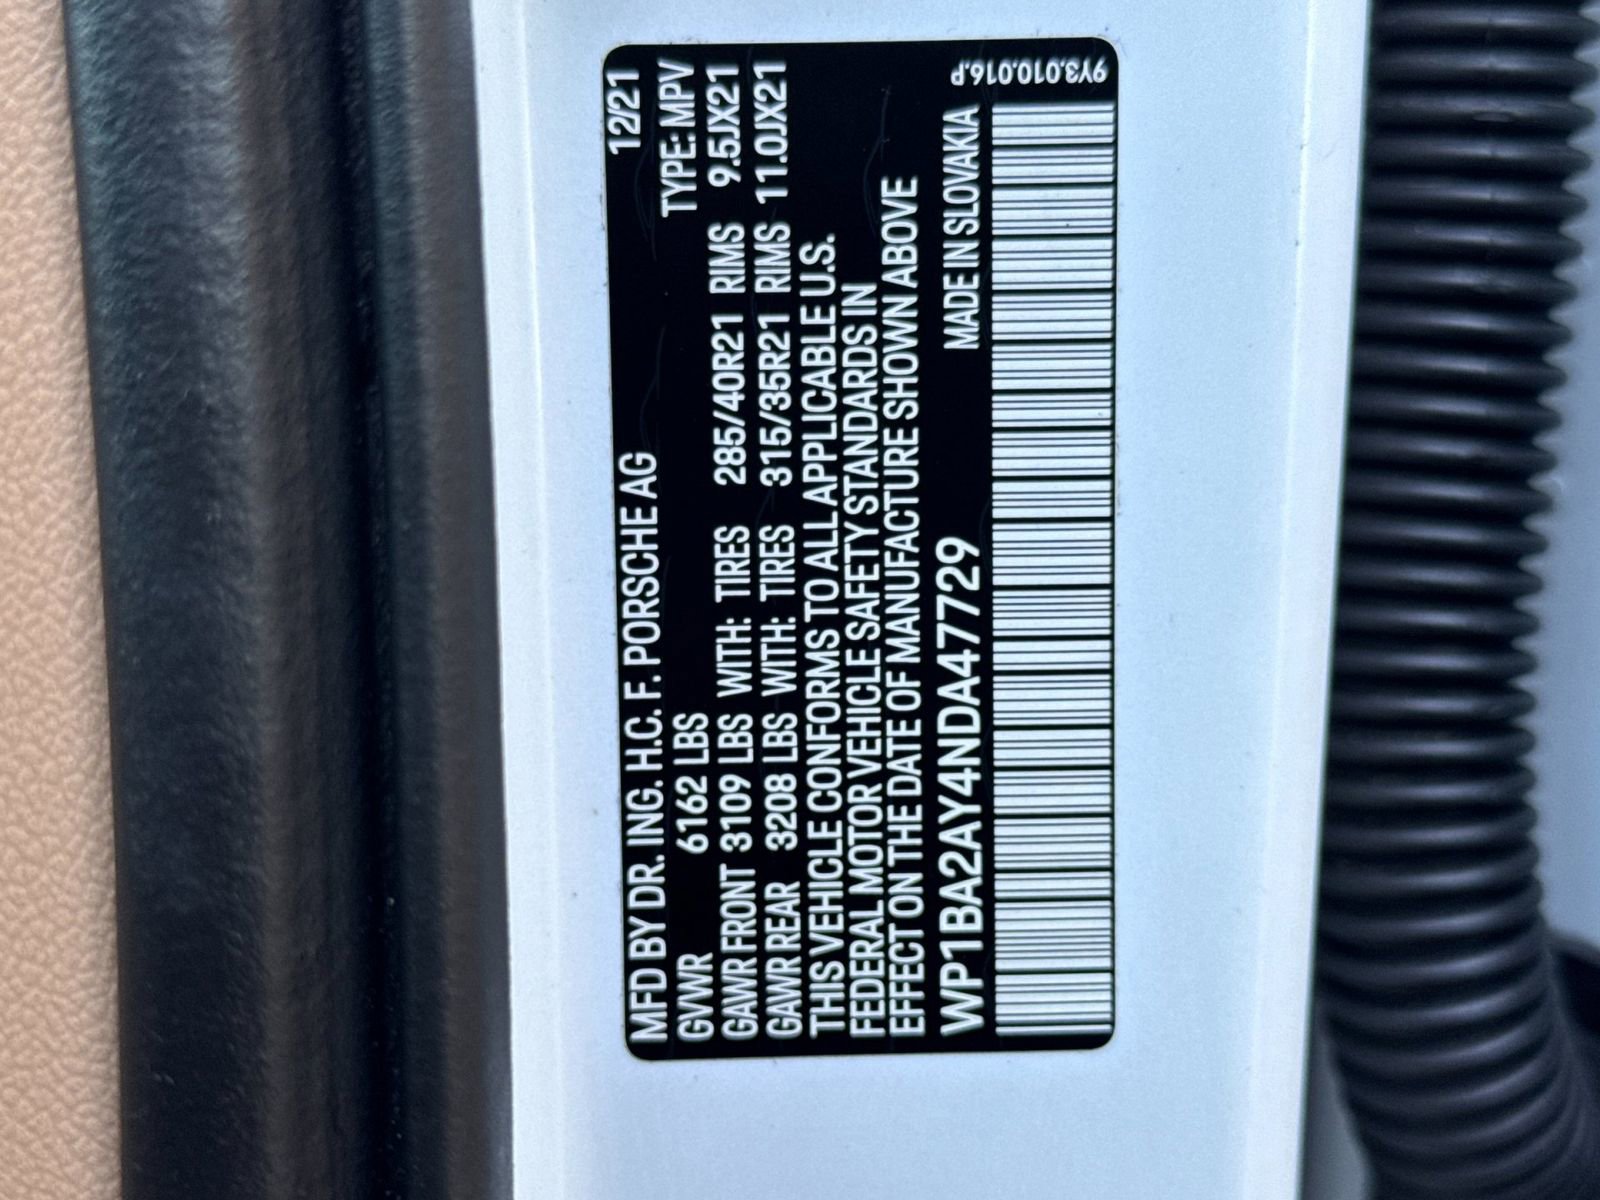 MFD BY DR. ING. H.C. F. PORSCHE AG 12/21
GVWR 6162 LBS TYPE: MPV
GAWR FRONT 3109 LBS WITH: TIRES 285/40R21 RIMS 9.5JX21
GAWR REAR 3208 LBS WITH: TIRES 315/35R21 RIMS 11.0JX21
THIS VEHICLE CONFORMS TO ALL APPLICABLE U.S.
FEDERAL MOTOR VEHICLE SAFETY STANDARDS IN
EFFECT ON THE DATE OF MANUFACTURE SHOWN ABOVE
WP1BA2AY4NDA47729 MADE IN SLOVAKIA
9Y3.010.016.P